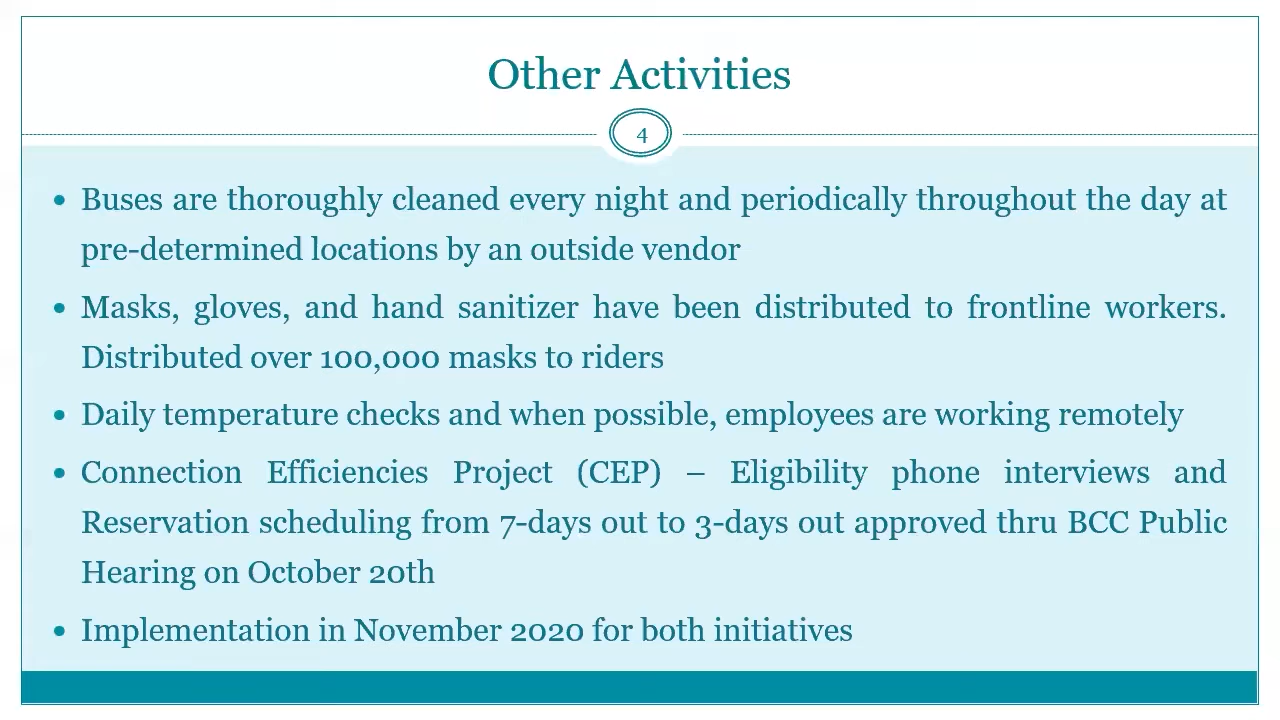 Other Activities
4
• Buses are thoroughly cleaned every night and periodically throughout the day at
pre-determined locations by an outside vendor
• Masks, gloves, and hand sanitizer have been distributed to frontline workers.
Distributed over 100,000 masks to riders
• Daily temperature checks and when possible, employees are working remotely
• Connection Efficiencies Project (CEP) – Eligibility phone interviews and
Reservation scheduling from 7-days out to 3-days out approved thru BCC Public
Hearing on October 20th
• Implementation in November 2020 for both initiatives